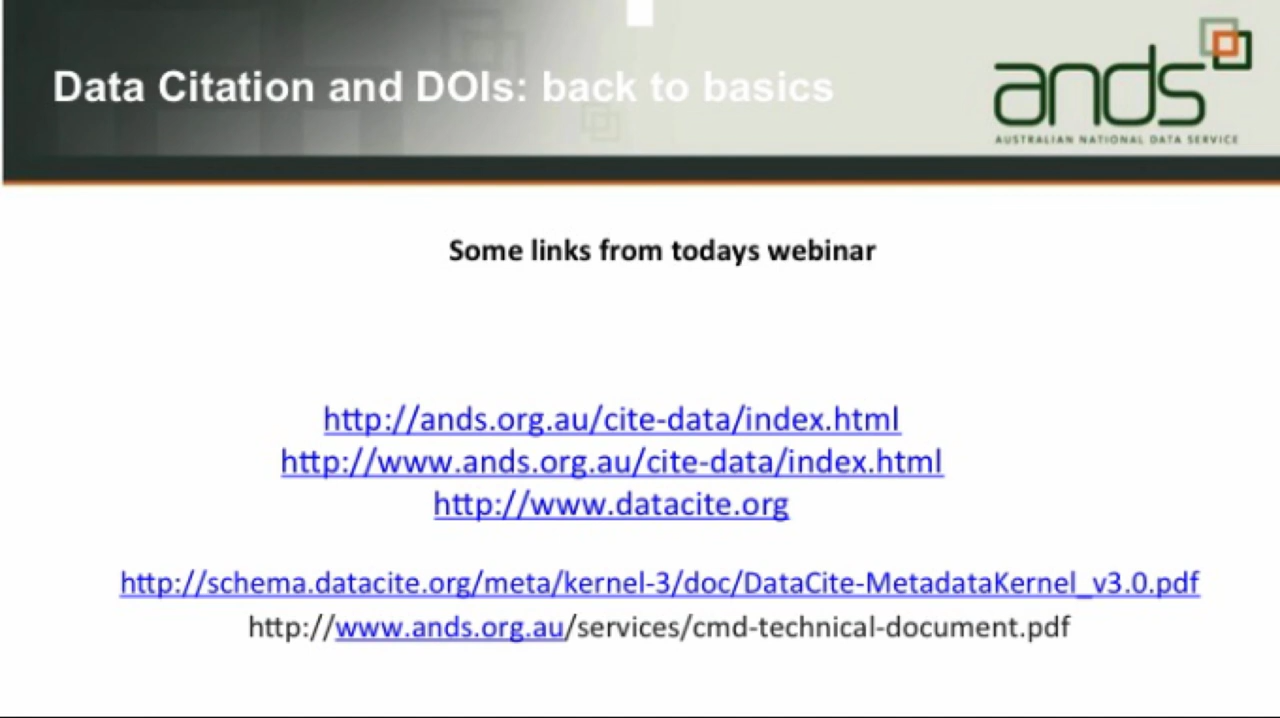 Data Citation and DOIs: back to basics
ands
AUSTRALIAN NATIONAL DATA SERVICE
Some links from todays webinar
http://ands.org.au/cite-data/index.html
http://www.ands.org.au/cite-data/index.html
http://www.datacite.org
http://schema.datacite.org/meta/kernel-3/doc/DataCite-MetadataKernel_v3.0.pdf
http://www.ands.org.au/services/cmd-technical-document.pdf